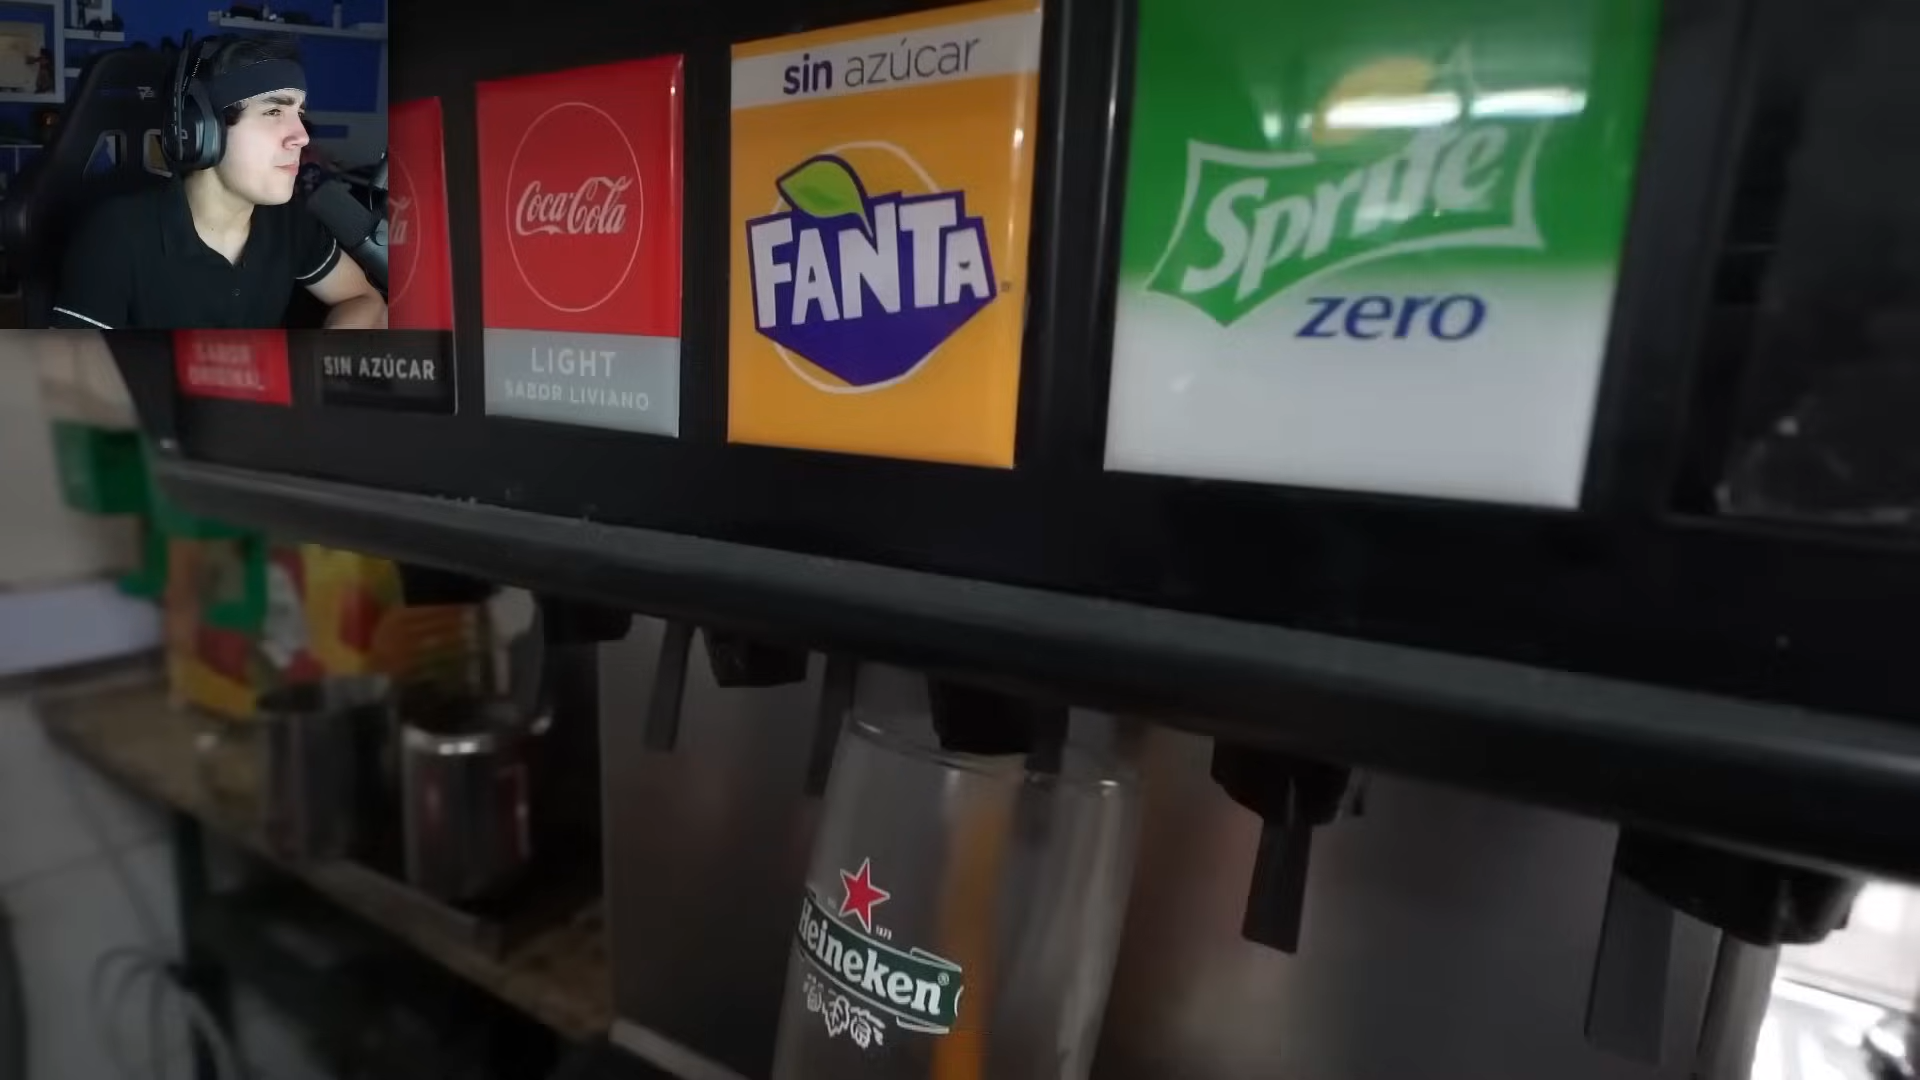 SABOR
ORIGINAL
SIN AZÚCAR
Coca-Cola
LIGHT
SABOR LIVIANO
sin azúcar
FANTA
Sprite
zero
Heineken